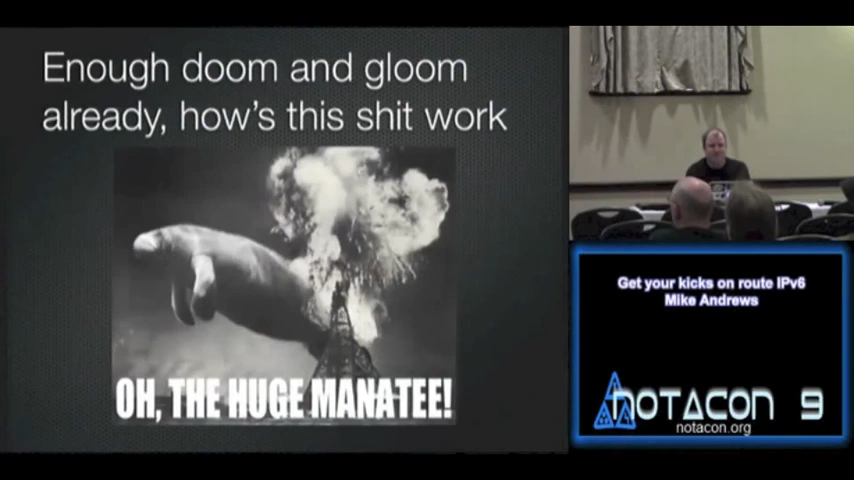 Enough doom and gloom
already, how's this shit work
OH, THE HUGE MANATEE!
Get your kicks on route IPv6
Mike Andrews
NOTACON 9
notacon.org